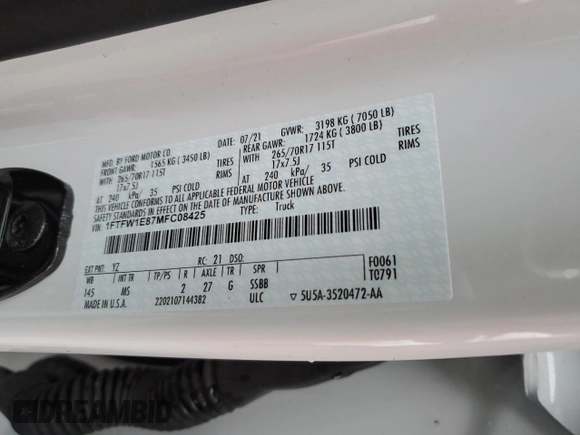 MFD. BY FORD MOTOR CO.
DATE: 07/21 GVWR: 3198 KG ( 7050 LB)
FRONT GAWR: 1565 KG ( 3450 LB) REAR GAWR: 1724 KG ( 3800 LB)
WITH 265/70R17 115T TIRES WITH 265/70R17 115T TIRES
17x7.5J RIMS 17x7.5J RIMS
AT 240 kPa/ 35 PSI COLD AT 240 kPa/ 35 PSI COLD
THIS VEHICLE CONFORMS TO ALL APPLICABLE FEDERAL MOTOR VEHICLE
SAFETY STANDARDS IN EFFECT ON THE DATE OF MANUFACTURE SHOWN ABOVE.
VIN: 1FTFW1E87MFC08425 TYPE: Truck
EXT PNT: YZ RC: 21 DSO: F0061
WB TP/PS R AXLE TR SPR T0791
145 MS 2 27 G SSBB
MADE IN U.S.A. 2202107144382 ULC 5U5A-3520472-AA
DREAMBID